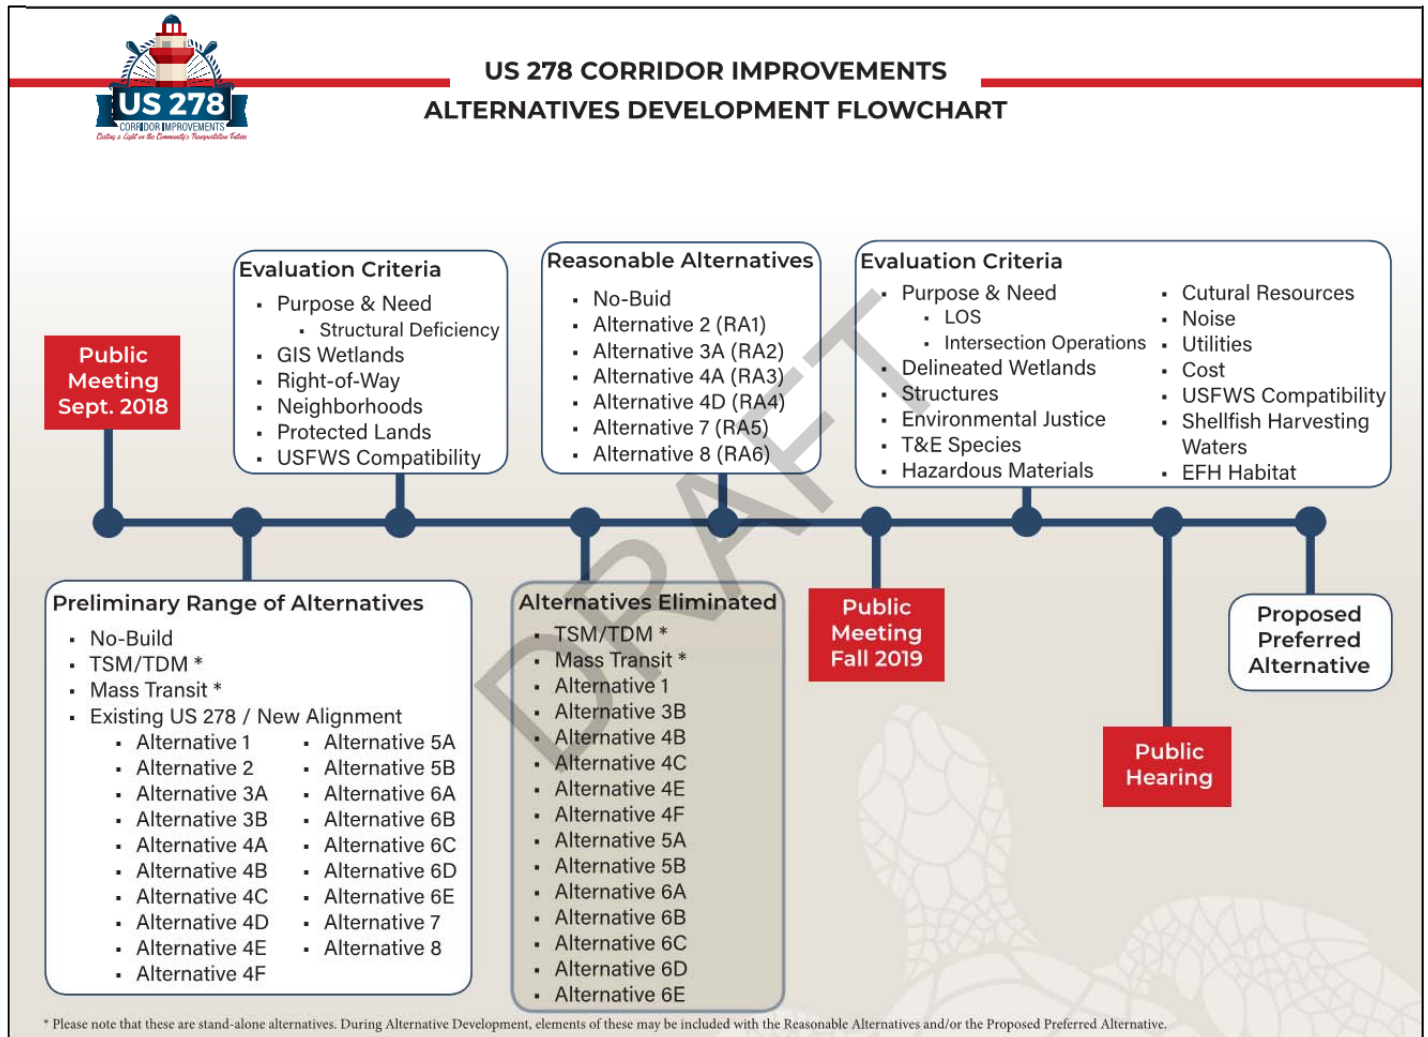 US 278
CORRIDOR IMPROVEMENTS
Casting a Light on the Community's Transportation Future
US 278 CORRIDOR IMPROVEMENTS
ALTERNATIVES DEVELOPMENT FLOWCHART
Public
Meeting
Sept. 2018
Evaluation Criteria
▪ Purpose & Need
▪ Structural Deficiency
▪ GIS Wetlands
▪ Right-of-Way
▪ Neighborhoods
▪ Protected Lands
▪ USFWS Compatibility
Reasonable Alternatives
▪ No-Buid
▪ Alternative 2 (RA1)
▪ Alternative 3A (RA2)
▪ Alternative 4A (RA3)
▪ Alternative 4D (RA4)
▪ Alternative 7 (RA5)
▪ Alternative 8 (RA6)
Evaluation Criteria
▪ Purpose & Need
▪ LOS
▪ Intersection Operations
▪ Delineated Wetlands
▪ Structures
▪ Environmental Justice
▪ T&E Species
▪ Hazardous Materials
▪ Cutural Resources
▪ Noise
▪ Utilities
▪ Cost
▪ USFWS Compatibility
▪ Shellfish Harvesting
Waters
▪ EFH Habitat
DRAFT
Preliminary Range of Alternatives
▪ No-Build
▪ TSM/TDM *
▪ Mass Transit *
▪ Existing US 278 / New Alignment
▪ Alternative 1
▪ Alternative 2
▪ Alternative 3A
▪ Alternative 3B
▪ Alternative 4A
▪ Alternative 4B
▪ Alternative 4C
▪ Alternative 4D
▪ Alternative 4E
▪ Alternative 4F
▪ Alternative 5A
▪ Alternative 5B
▪ Alternative 6A
▪ Alternative 6B
▪ Alternative 6C
▪ Alternative 6D
▪ Alternative 6E
▪ Alternative 7
▪ Alternative 8
Alternatives Eliminated
▪ TSM/TDM *
▪ Mass Transit *
▪ Alternative 1
▪ Alternative 3B
▪ Alternative 4B
▪ Alternative 4C
▪ Alternative 4E
▪ Alternative 4F
▪ Alternative 5A
▪ Alternative 5B
▪ Alternative 6A
▪ Alternative 6B
▪ Alternative 6C
▪ Alternative 6D
▪ Alternative 6E
Public
Meeting
Fall 2019
Public
Hearing
Proposed
Preferred
Alternative
* Please note that these are stand-alone alternatives. During Alternative Development, elements of these may be included with the Reasonable Alternatives and/or the Proposed Preferred Alternative.